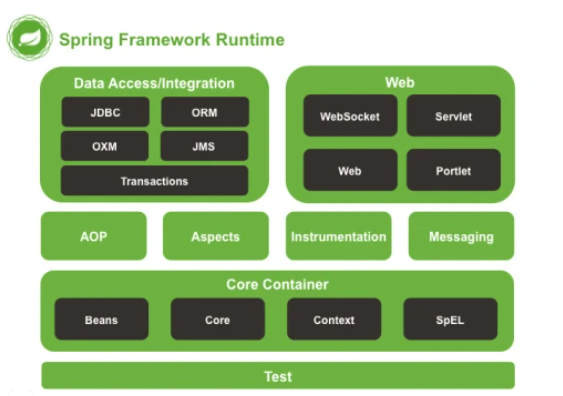 Spring Framework Runtime
Data Access/Integration
JDBC
ORM
OXM
JMS
Transactions
Web
WebSocket
Servlet
Web
Portlet
AOP
Aspects
Instrumentation
Messaging
Core Container
Beans
Core
Context
SpEL
Test